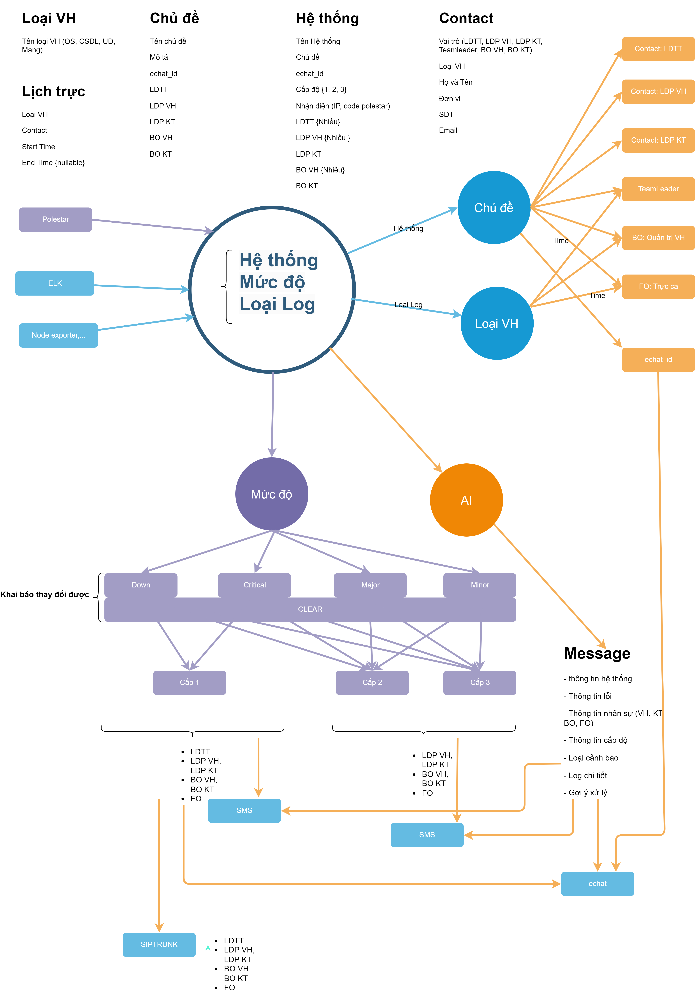 Loại VH
Tên loại VH (OS, CSDL, UD,
Mạng)
Lịch trực
Loại VH
Contact
Start Time
End Time {nullable}
Chủ đề
Tên chủ đề
Mô tả
echat_id
LDTT
LDP VH
LDP KT
BO VH
BO KT
Hệ thống
Tên Hệ thống
Chủ đề
echat_id
Cấp độ {1, 2, 3}
Nhận diện (IP, code polestar)
LDTT {Nhiều}
LDP VH {Nhiều }
LDP KT
BO VH {Nhiều}
BO KT
Contact
Vai trò (LDTT, LDP VH, LDP KT,
Teamleader, BO VH, BO KT)
Loại VH
Họ và Tên
Đơn vị
SDT
Email
Contact: LDTT
Contact: LDP VH
Contact: LDP KT
TeamLeader
BO: Quản trị VH
FO: Trực ca
echat_id
Polestar
ELK
Node exporter,...
Hệ thống
Mức độ
Loại Log
Hệ thống
Loại Log
Chủ đề
Loại VH
Time
Time
Mức độ
AI
Khai báo thay đổi được
Down
Critical
Major
Minor
CLEAR
Cấp 1
Cấp 2
Cấp 3
Message
- thông tin hệ thống
- Thông tin lỗi
- Thông tin nhân sự (VH, KT
BO, FO)
- Thông tin cấp độ
- Loại cảnh báo
- Log chi tiết
- Gợi ý xử lý
• LDTT
• LDP VH,
LDP KT
• BO VH,
BO KT
• FO
• LDP VH,
LDP KT
• BO VH,
BO KT
• FO
SMS
SMS
echat
SIPTRUNK
• LDTT
• LDP VH,
LDP KT
• BO VH,
BO KT
• FO